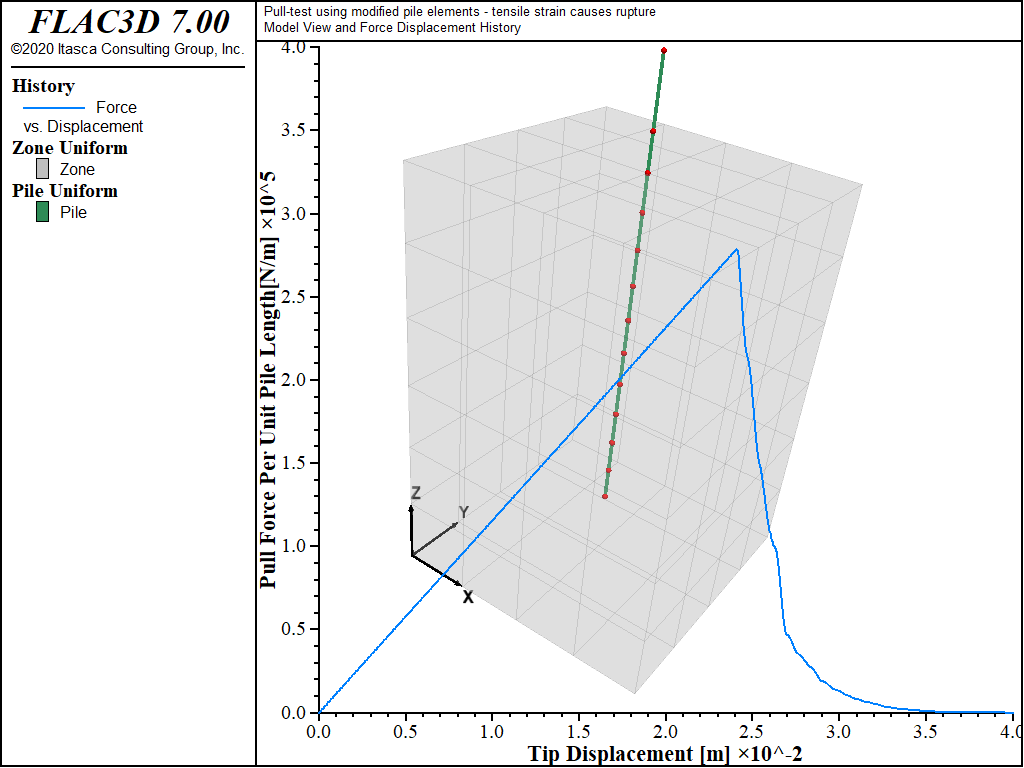 FLAC3D 7.00
©2020 Itasca Consulting Group, Inc.
History
Force
vs. Displacement
Zone Uniform
Zone
Pile Uniform
Pile
Pull-test using modified pile elements - tensile strain causes rupture
Model View and Force Displacement History
Pull Force Per Unit Pile Length[N/m] ×10^5
4.0
3.5
3.0
2.5
2.0
1.5
1.0
0.5
0.0
Z
Y
X
0.0 0.5 1.0 1.5 2.0 2.5 3.0 3.5 4.0
Tip Displacement [m] ×10^-2